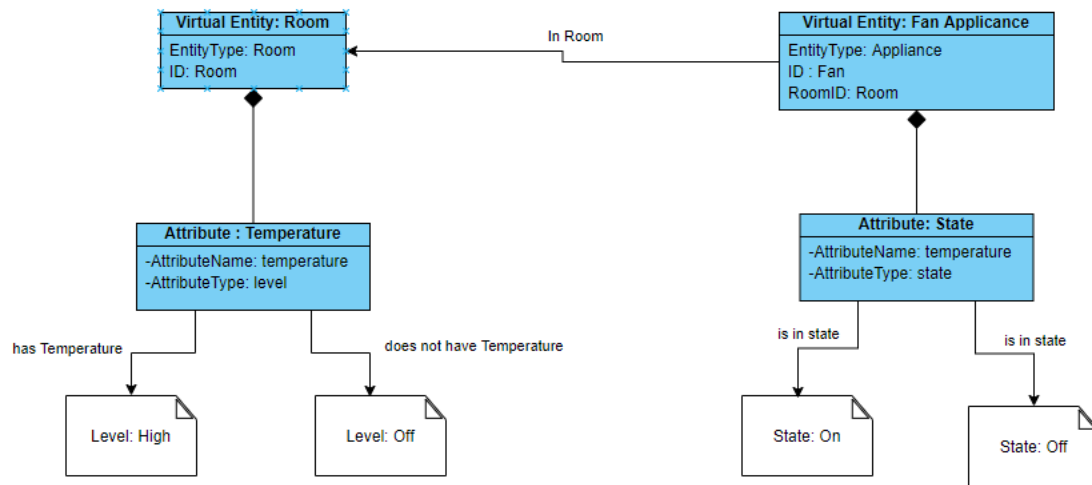 Virtual Entity: Room
EntityType: Room
ID: Room
In Room
Virtual Entity: Fan Applicance
EntityType: Appliance
ID : Fan
RoomID: Room
Attribute : Temperature
-AttributeName: temperature
-AttributeType: level
Attribute: State
-AttributeName: temperature
-AttributeType: state
has Temperature
does not have Temperature
is in state
is in state
Level: High
Level: Off
State: On
State: Off